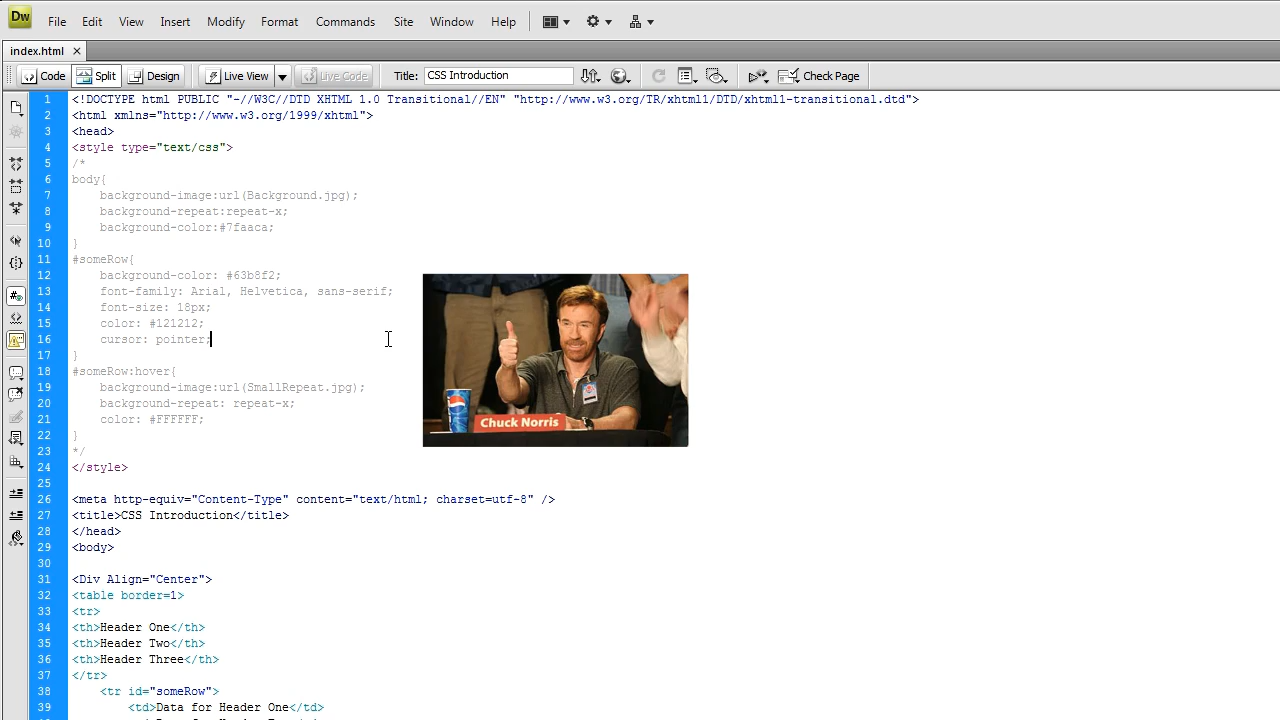 Dw File Edit View Insert Modify Format Commands Site Window Help
index.html
Code Split Design Live View Live Code Title: CSS Introduction Check Page
1 <!DOCTYPE html PUBLIC "-//W3C//DTD XHTML 1.0 Transitional//EN" "http://www.w3.org/TR/xhtml1/DTD/xhtml1-transitional.dtd">
2 <html xmlns="http://www.w3.org/1999/xhtml">
3 <head>
4 <style type="text/css">
5 /*
6 body{
7 background-image:url(Background.jpg);
8 background-repeat:repeat-x;
9 background-color:#7faaca;
10 }
11 #someRow{
12 background-color: #63b8f2;
13 font-family: Arial, Helvetica, sans-serif;
14 font-size: 18px;
15 color: #121212;
16 cursor: pointer;
17 }
18 #someRow:hover{
19 background-image:url(SmallRepeat.jpg);
20 background-repeat: repeat-x;
21 color: #FFFFFF;
22 }
23 */
24 </style>
25
26 <meta http-equiv="Content-Type" content="text/html; charset=utf-8" />
27 <title>CSS Introduction</title>
28 </head>
29 <body>
30
31 <Div Align="Center">
32 <table border=1>
33 <tr>
34 <th>Header One</th>
35 <th>Header Two</th>
36 <th>Header Three</th>
37 </tr>
38 <tr id="someRow">
39 <td>Data for Header One</td>
pepsi
Chuck Norris